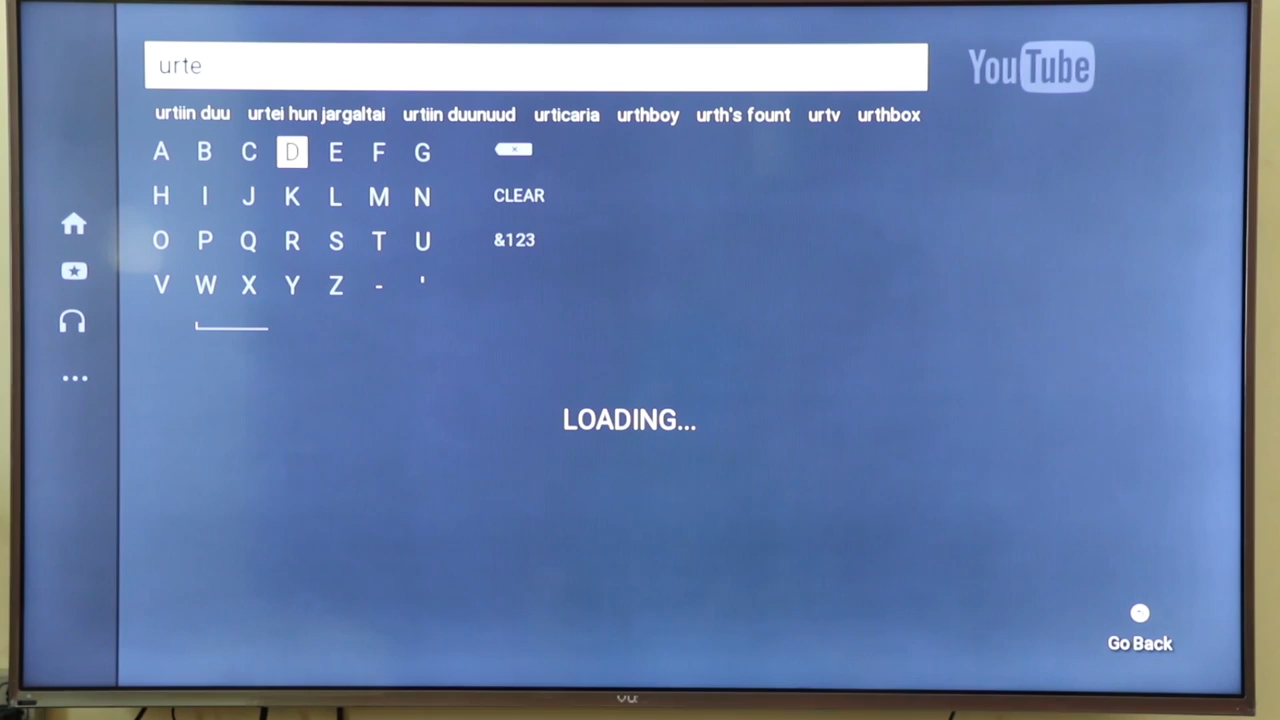 urte
YouTube
urtiin duu urtei hun jargaltai urtiin duunuud urticaria urthboy urth's fount urtv urthbox
A B C D E F G
H I J K L M N CLEAR
O P Q R S T U &123
V W X Y Z - '
LOADING...
Go Back
Vu